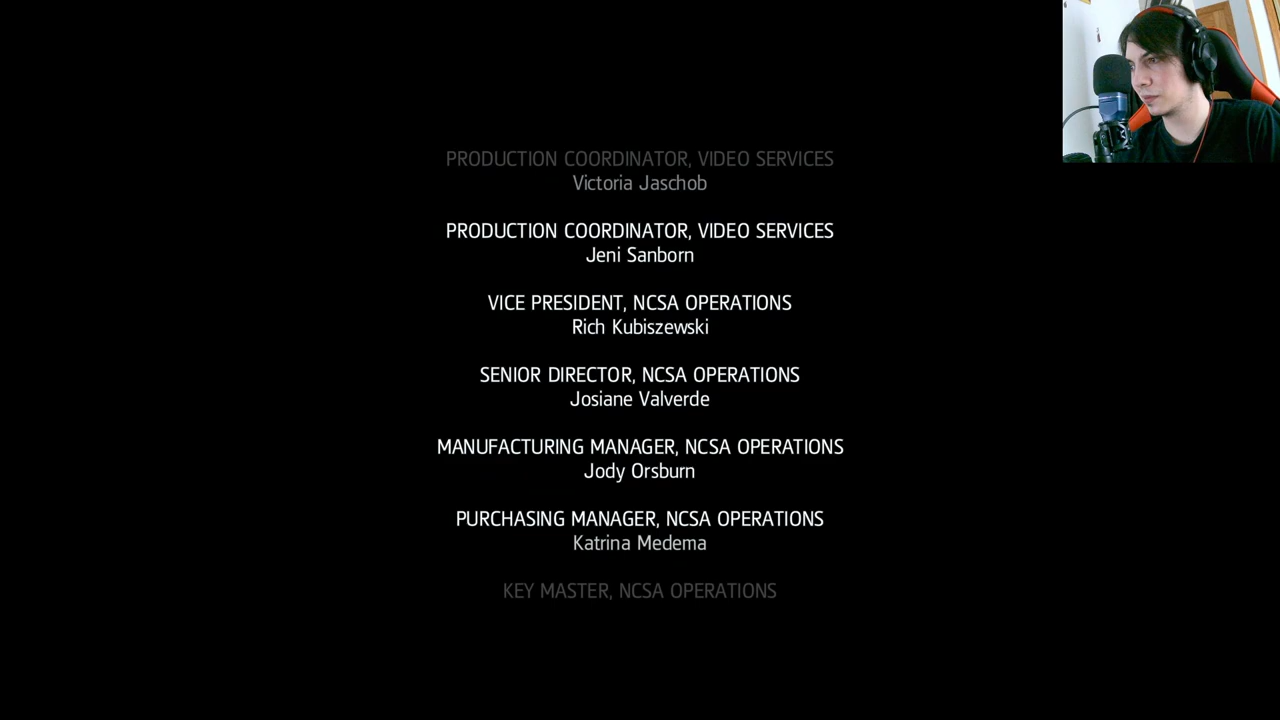 PRODUCTION COORDINATOR, VIDEO SERVICES
Victoria Jaschob
PRODUCTION COORDINATOR, VIDEO SERVICES
Jeni Sanborn
VICE PRESIDENT, NCSA OPERATIONS
Rich Kubiszewski
SENIOR DIRECTOR, NCSA OPERATIONS
Josiane Valverde
MANUFACTURING MANAGER, NCSA OPERATIONS
Jody Orsburn
PURCHASING MANAGER, NCSA OPERATIONS
Katrina Medema
KEY MASTER, NCSA OPERATIONS